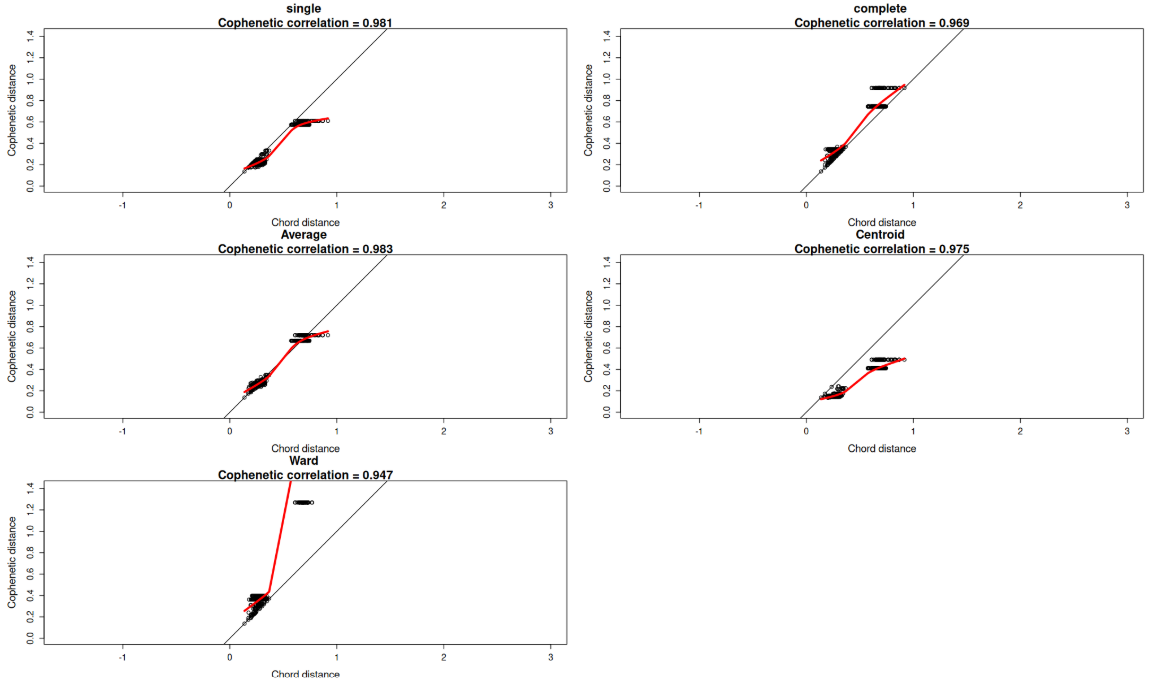 single
Cophenetic correlation = 0.981
Cophenetic distance
0.0 0.2 0.4 0.6 0.8 1.0 1.2 1.4
-1 0 1 2 3
Chord distance
complete
Cophenetic correlation = 0.969
Cophenetic distance
0.0 0.2 0.4 0.6 0.8 1.0 1.2 1.4
-1 0 1 2 3
Chord distance
Average
Cophenetic correlation = 0.983
Cophenetic distance
0.0 0.2 0.4 0.6 0.8 1.0 1.2 1.4
-1 0 1 2 3
Chord distance
Centroid
Cophenetic correlation = 0.975
Cophenetic distance
0.0 0.2 0.4 0.6 0.8 1.0 1.2 1.4
-1 0 1 2 3
Chord distance
Ward
Cophenetic correlation = 0.947
Cophenetic distance
0.0 0.2 0.4 0.6 0.8 1.0 1.2 1.4
-1 0 1 2 3
Chord distance